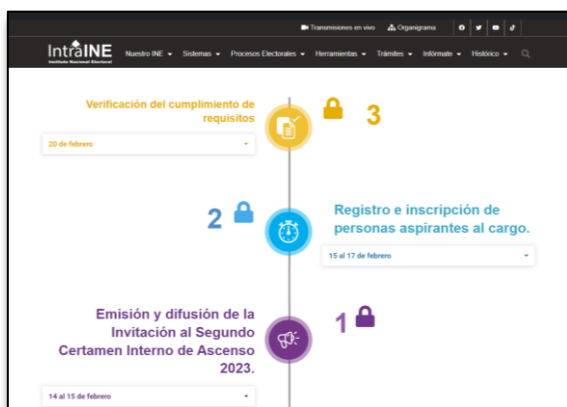 Transmisiones en vivo Organigrama
IntraINE
Instituto Nacional Electoral
Nuestro INE Sistemas Procesos Electorales Herramientas Trámites Infórmate Histórico
Verificación del cumplimiento de
requisitos
3
20 de febrero
2
Registro e inscripción de
personas aspirantes al cargo.
15 al 17 de febrero
Emisión y difusión de la
Invitación al Segundo
Certamen Interno de Ascenso
2023.
1
14 al 15 de febrero